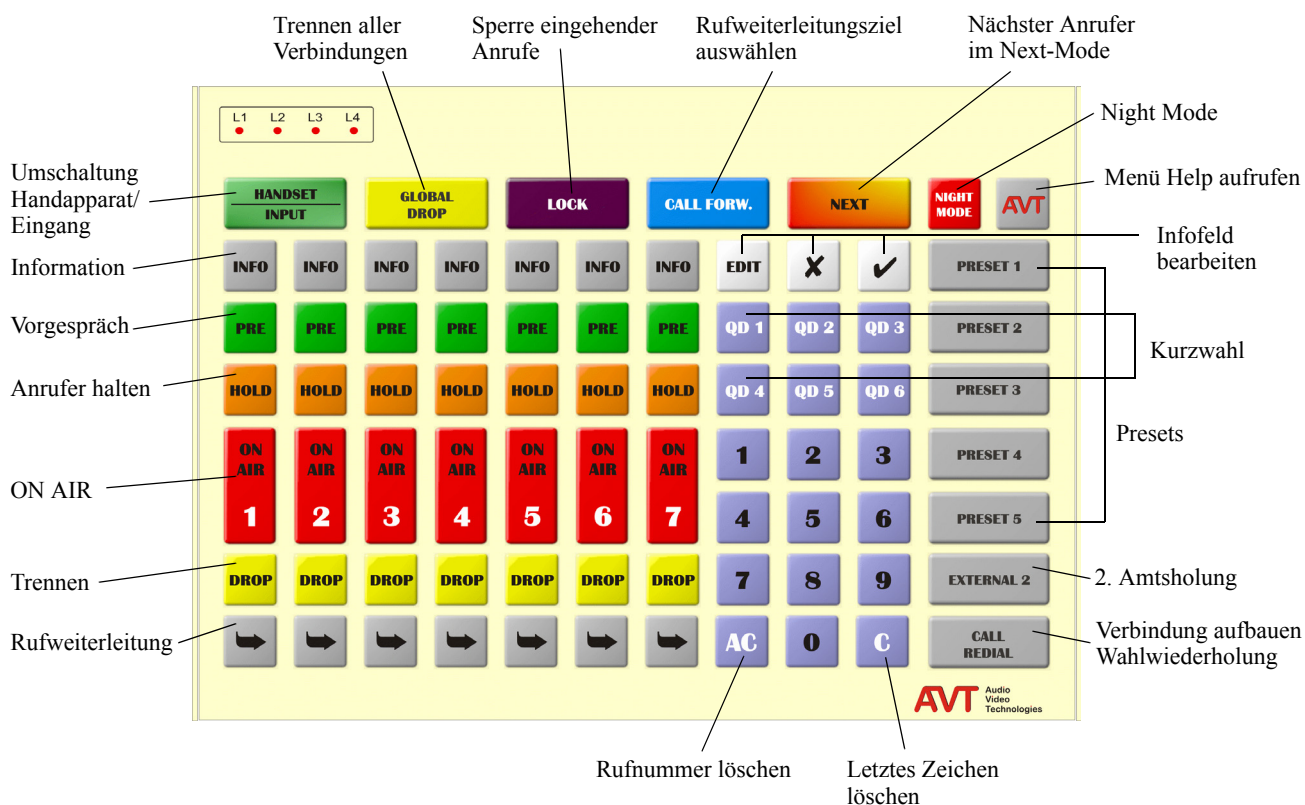 Trennen aller
Verbindungen
Sperre eingehender
Anrufe
Rufweiterleitungsziel
auswählen
Nächster Anrufer
im Next-Mode
Night Mode
L1 L2 L3 L4
Umschaltung
Handapparat/
Eingang
HANDSET
INPUT
GLOBAL
DROP
LOCK
CALL FORW.
NEXT
NIGHT
MODE
AVT
Menü Help aufrufen
Information
INFO INFO INFO INFO INFO INFO INFO EDIT ✘ ✔ PRESET 1
Infofeld
bearbeiten
Vorgespräch
PRE PRE PRE PRE PRE PRE PRE QD 1 QD 2 QD 3 PRESET 2
Kurzwahl
Anrufer halten
HOLD HOLD HOLD HOLD HOLD HOLD HOLD QD 4 QD 5 QD 6 PRESET 3
Presets
ON AIR
ON ON ON ON ON ON ON
AIR AIR AIR AIR AIR AIR AIR
1 2 3 PRESET 4
1 2 3 4 5 6 7
4 5 6 PRESET 5
Trennen
DROP DROP DROP DROP DROP DROP DROP 7 8 9 EXTERNAL 2
2. Amtsholung
Rufweiterleitung
AC 0 C
CALL
REDIAL
Verbindung aufbauen
Wahlwiederholung
AVT
Audio
Video
Technologies
Rufnummer löschen
Letztes Zeichen
löschen